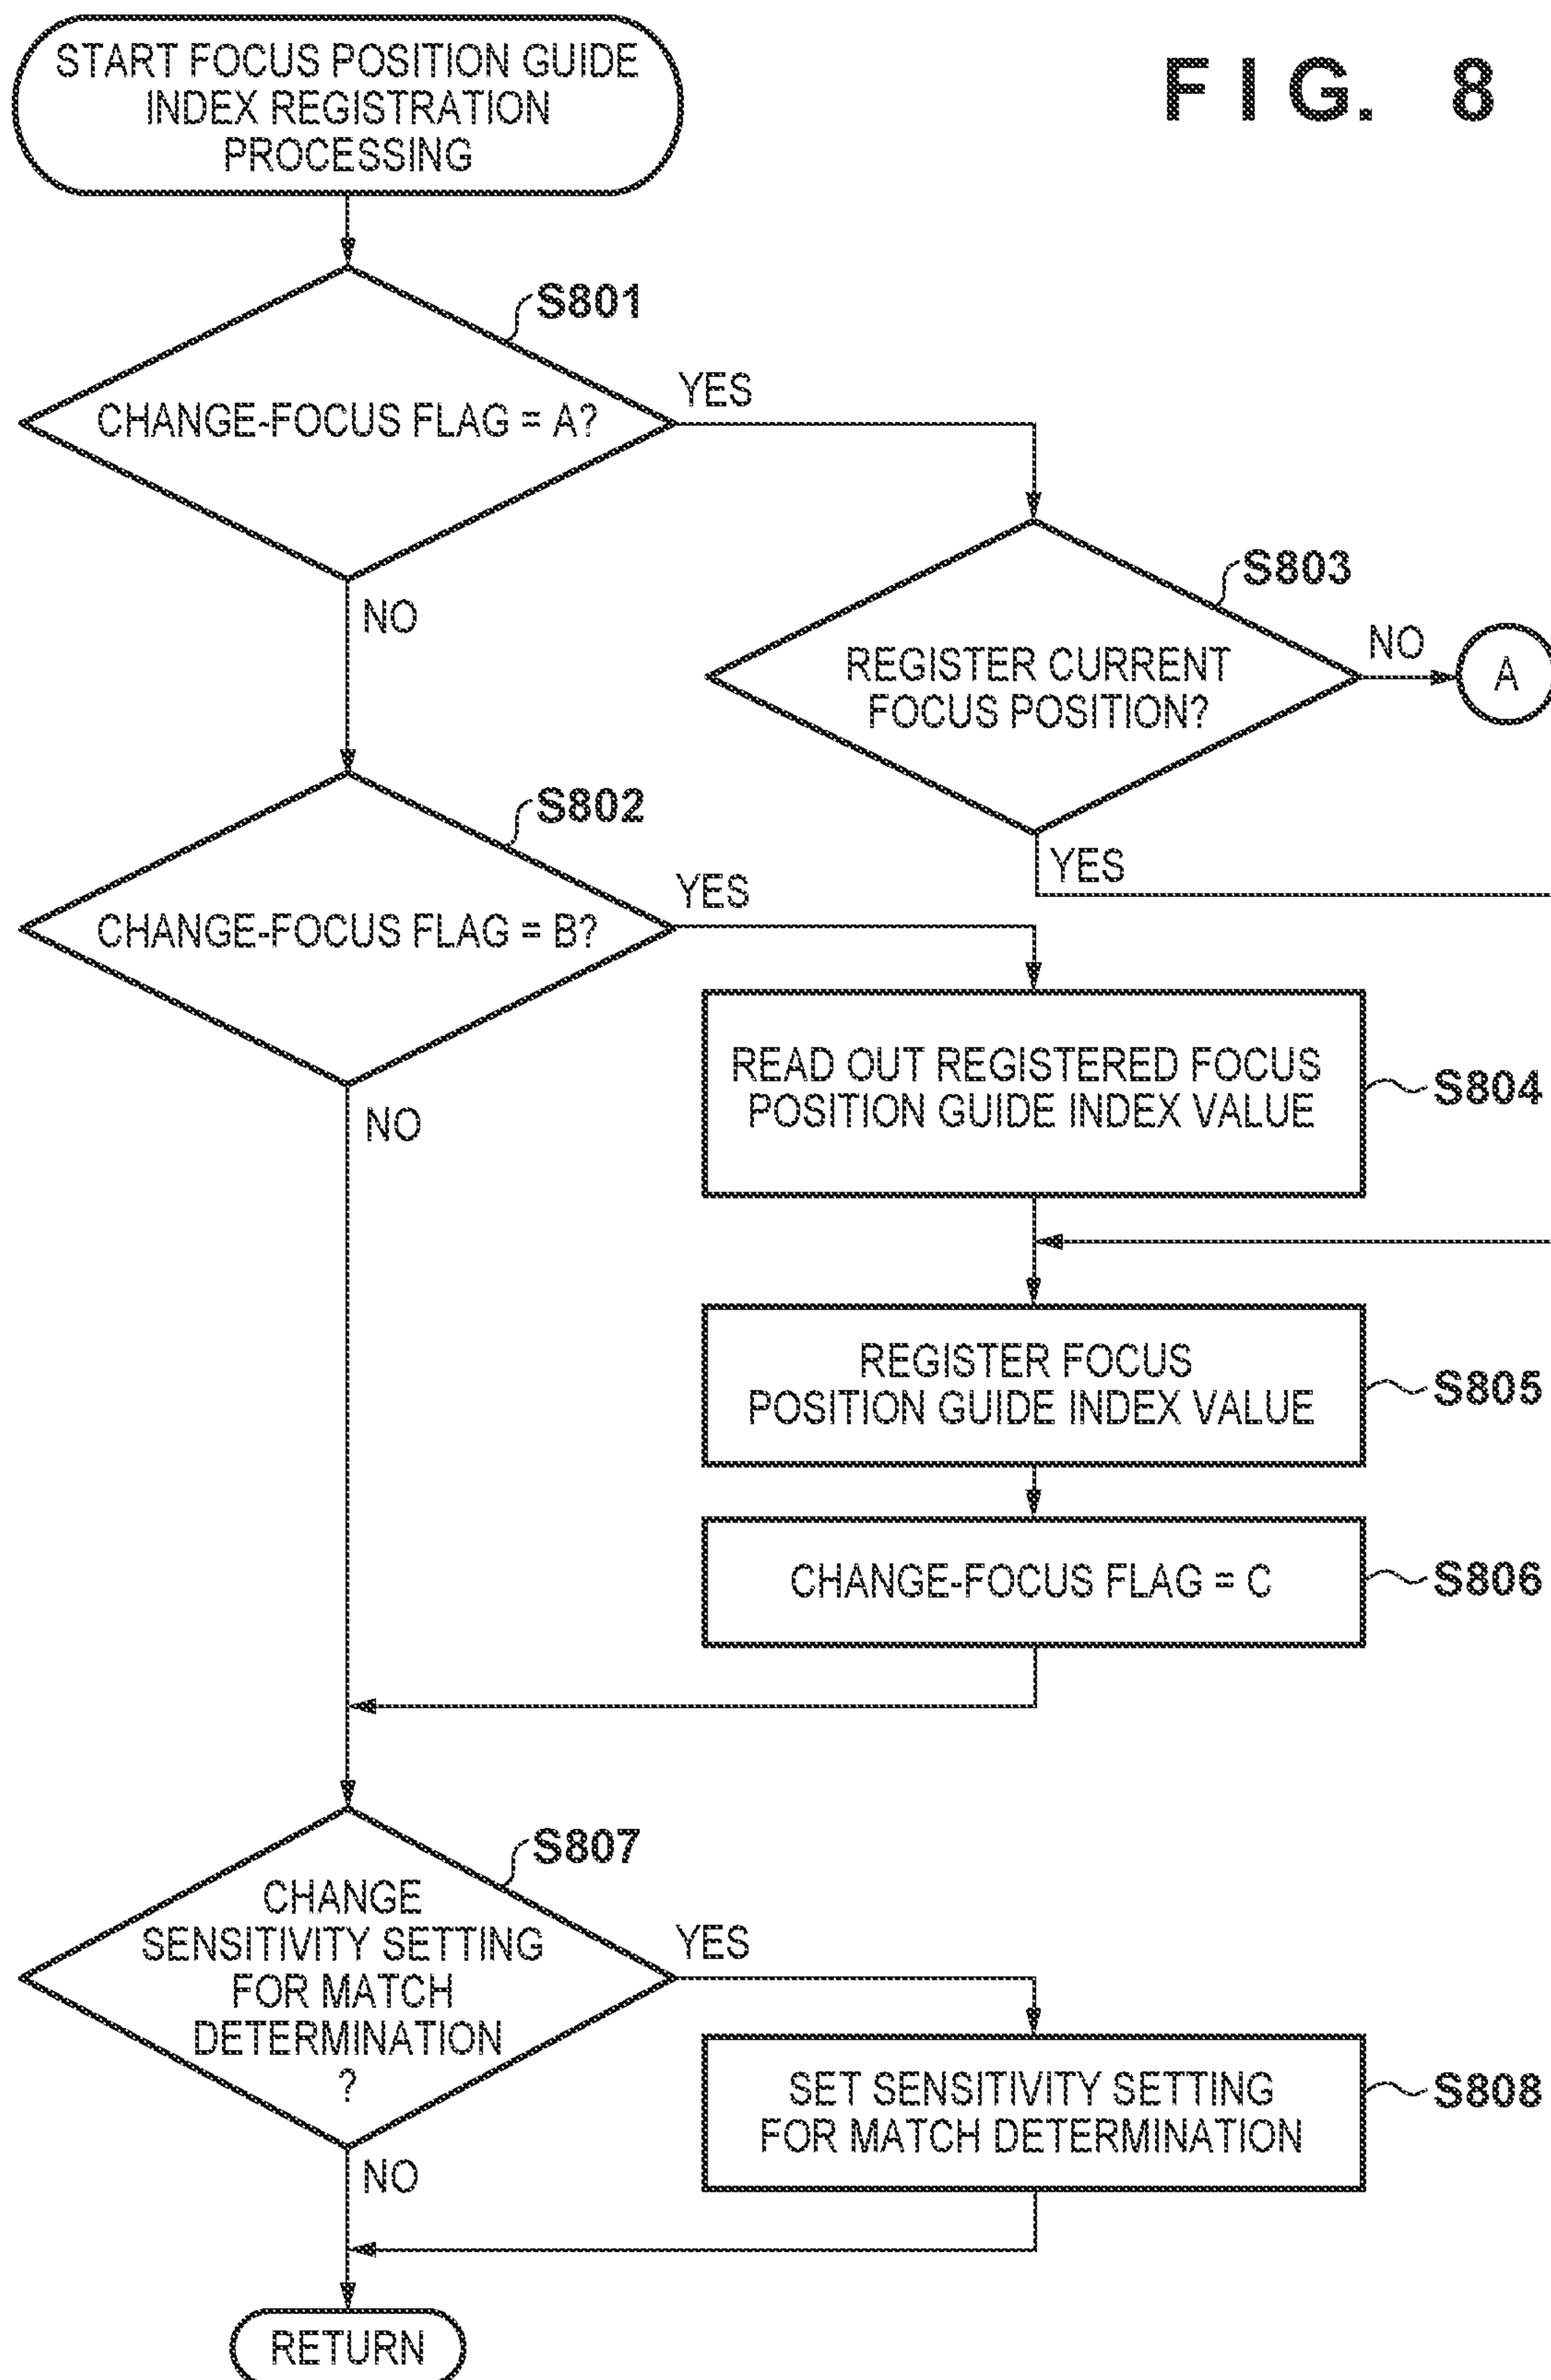 FIG. 8
START FOCUS POSITION GUIDE
INDEX REGISTRATION
PROCESSING
S801
CHANGE-FOCUS FLAG = A?
YES
NO
S803
REGISTER CURRENT
FOCUS POSITION?
NO
A
YES
S802
CHANGE-FOCUS FLAG = B?
YES
NO
READ OUT REGISTERED FOCUS
POSITION GUIDE INDEX VALUE
S804
REGISTER FOCUS
POSITION GUIDE INDEX VALUE
S805
CHANGE-FOCUS FLAG = C
S806
S807
CHANGE
SENSITIVITY SETTING
FOR MATCH
DETERMINATION
?
YES
NO
SET SENSITIVITY SETTING
FOR MATCH DETERMINATION
S808
RETURN